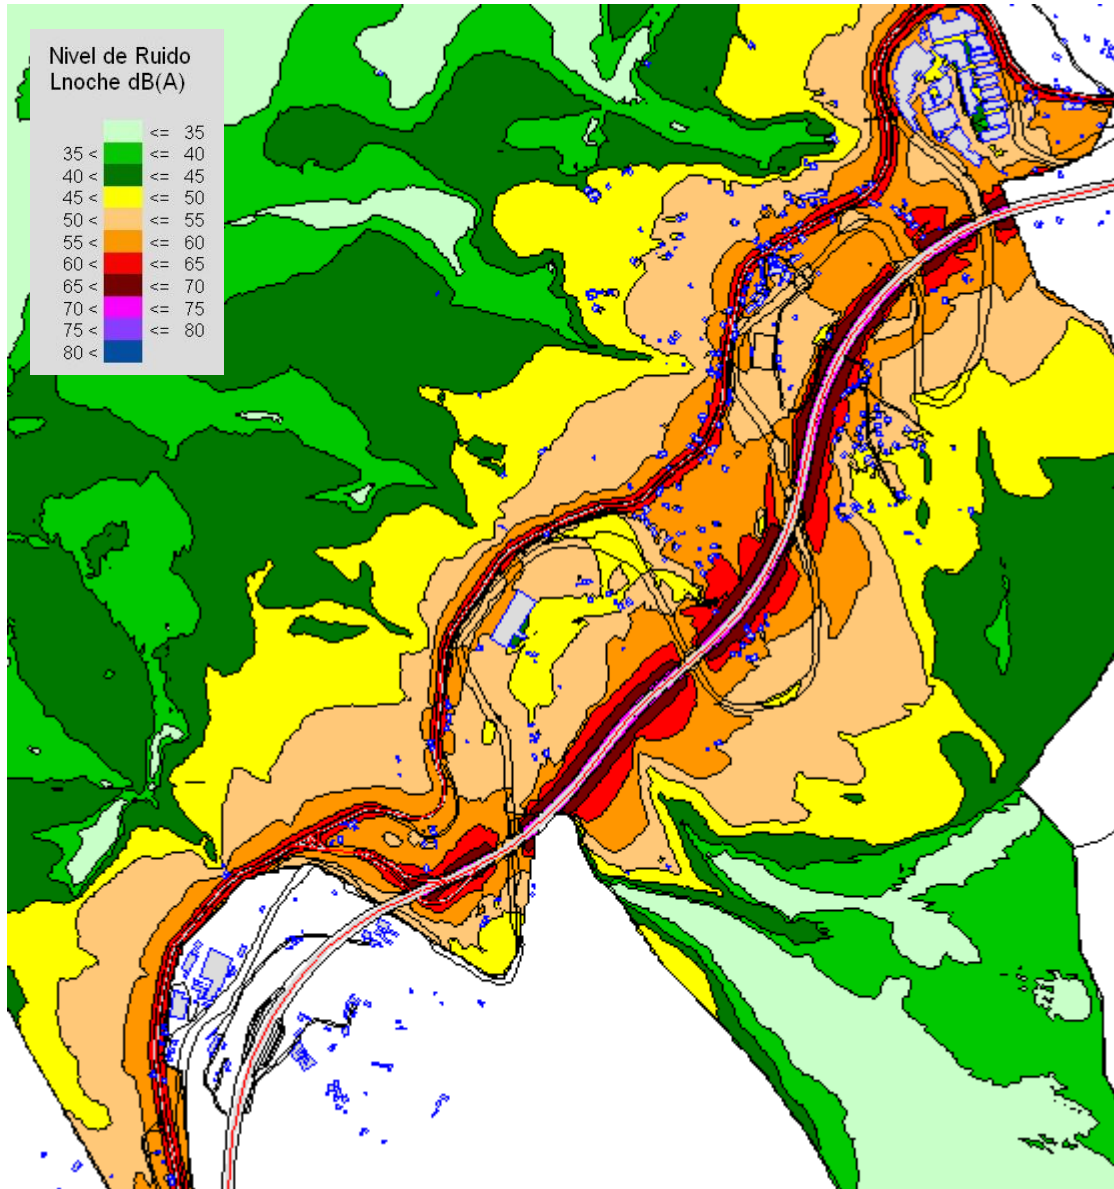 Nivel de Ruido
Lnoche dB(A)
<= 35
35 < <= 40
40 < <= 45
45 < <= 50
50 < <= 55
55 < <= 60
60 < <= 65
65 < <= 70
70 < <= 75
75 < <= 80
80 <